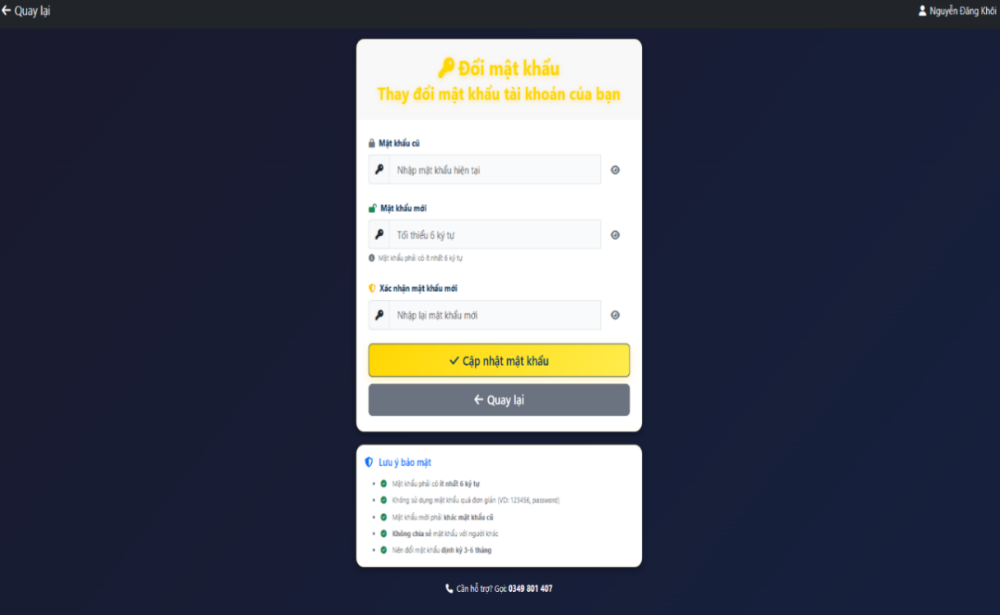 Quay lại
Nguyễn Đăng Khôi
Đổi mật khẩu
Thay đổi mật khẩu tài khoản của bạn
Mật khẩu cũ
Nhập mật khẩu hiện tại
Mật khẩu mới
Tối thiểu 6 ký tự
Mật khẩu phải có ít nhất 6 ký tự
Xác nhận mật khẩu mới
Nhập lại mật khẩu mới
Cập nhật mật khẩu
Quay lại
Lưu ý bảo mật
Mật khẩu phải có ít nhất 6 ký tự
Không sử dụng mật khẩu quá đơn giản (VD: 123456, password)
Mật khẩu mới phải khác mật khẩu cũ
Không chia sẻ mật khẩu với người khác
Nên đổi mật khẩu định kỳ 3-6 tháng
Cần hỗ trợ? Gọi: 0349 801 407